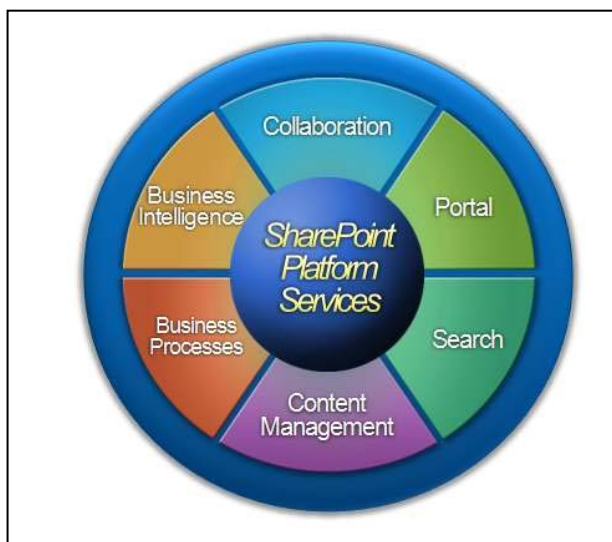 Collaboration
Business
Intelligence
Portal
SharePoint
Platform
Services
Business
Processes
Search
Content
Management